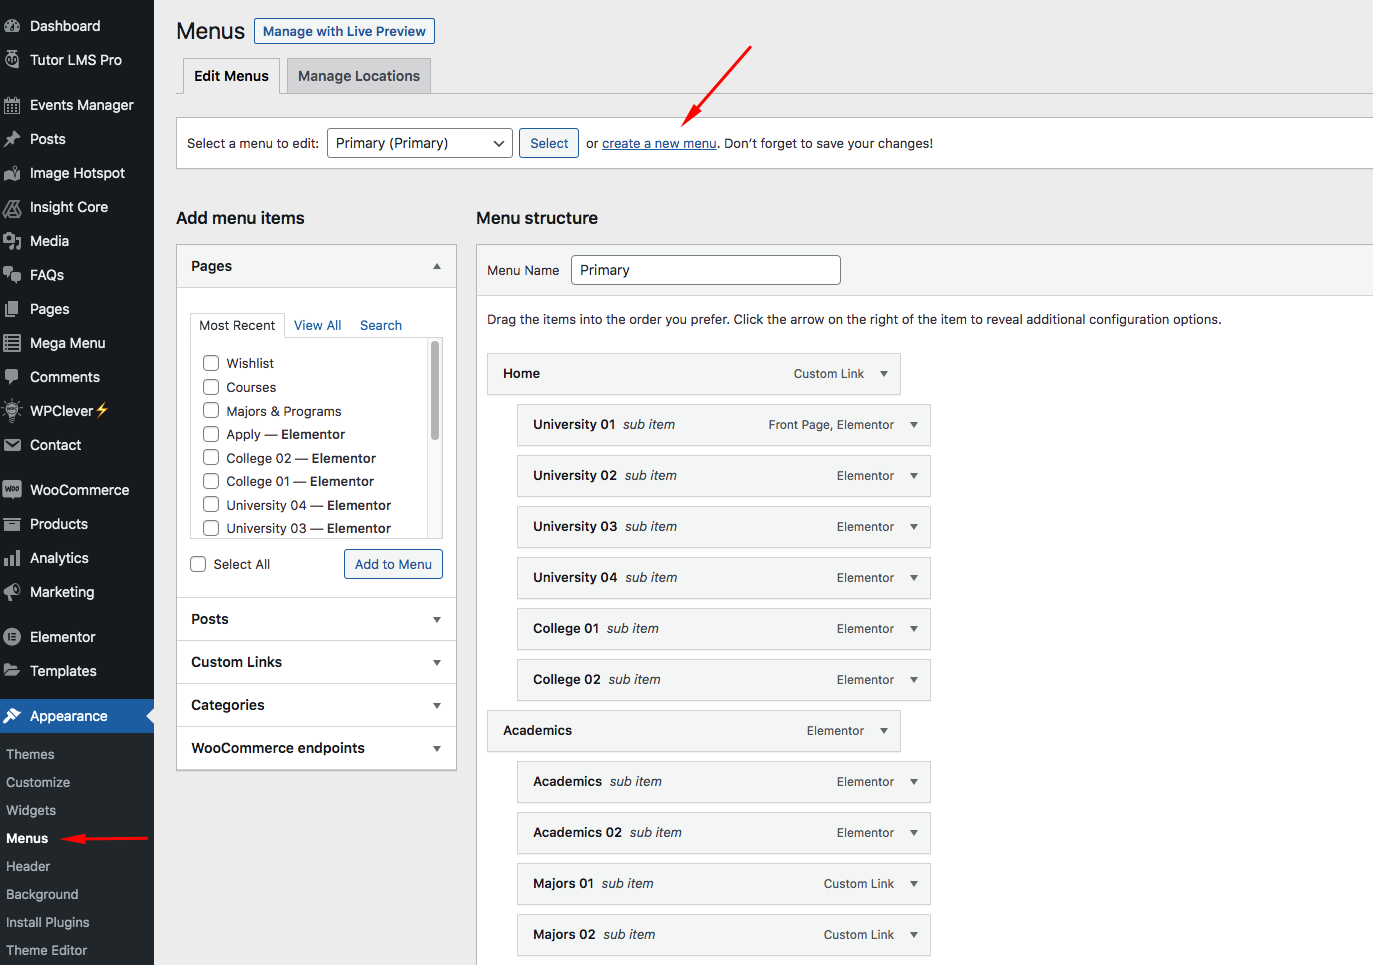 Dashboard
Tutor LMS Pro
Events Manager
Posts
Image Hotspot
Insight Core
Media
FAQs
Pages
Mega Menu
Comments
WPClever⚡
Contact
WooCommerce
Products
Analytics
Marketing
Elementor
Templates
Appearance
Themes
Customize
Widgets
Menus
Header
Background
Install Plugins
Theme Editor
Menus
Manage with Live Preview
Edit Menus
Manage Locations
Select a menu to edit: Primary (Primary) Select or create a new menu. Don’t forget to save your changes!
Add menu items
Pages
Most Recent View All Search
Wishlist
Courses
Majors & Programs
Apply — Elementor
College 02 — Elementor
College 01 — Elementor
University 04 — Elementor
University 03 — Elementor
Select All
Add to Menu
Posts
Custom Links
Categories
WooCommerce endpoints
Menu structure
Menu Name Primary
Drag the items into the order you prefer. Click the arrow on the right of the item to reveal additional configuration options.
Home Custom Link
University 01 sub item Front Page, Elementor
University 02 sub item Elementor
University 03 sub item Elementor
University 04 sub item Elementor
College 01 sub item Elementor
College 02 sub item Elementor
Academics Elementor
Academics sub item Elementor
Academics 02 sub item Elementor
Majors 01 sub item Custom Link
Majors 02 sub item Custom Link